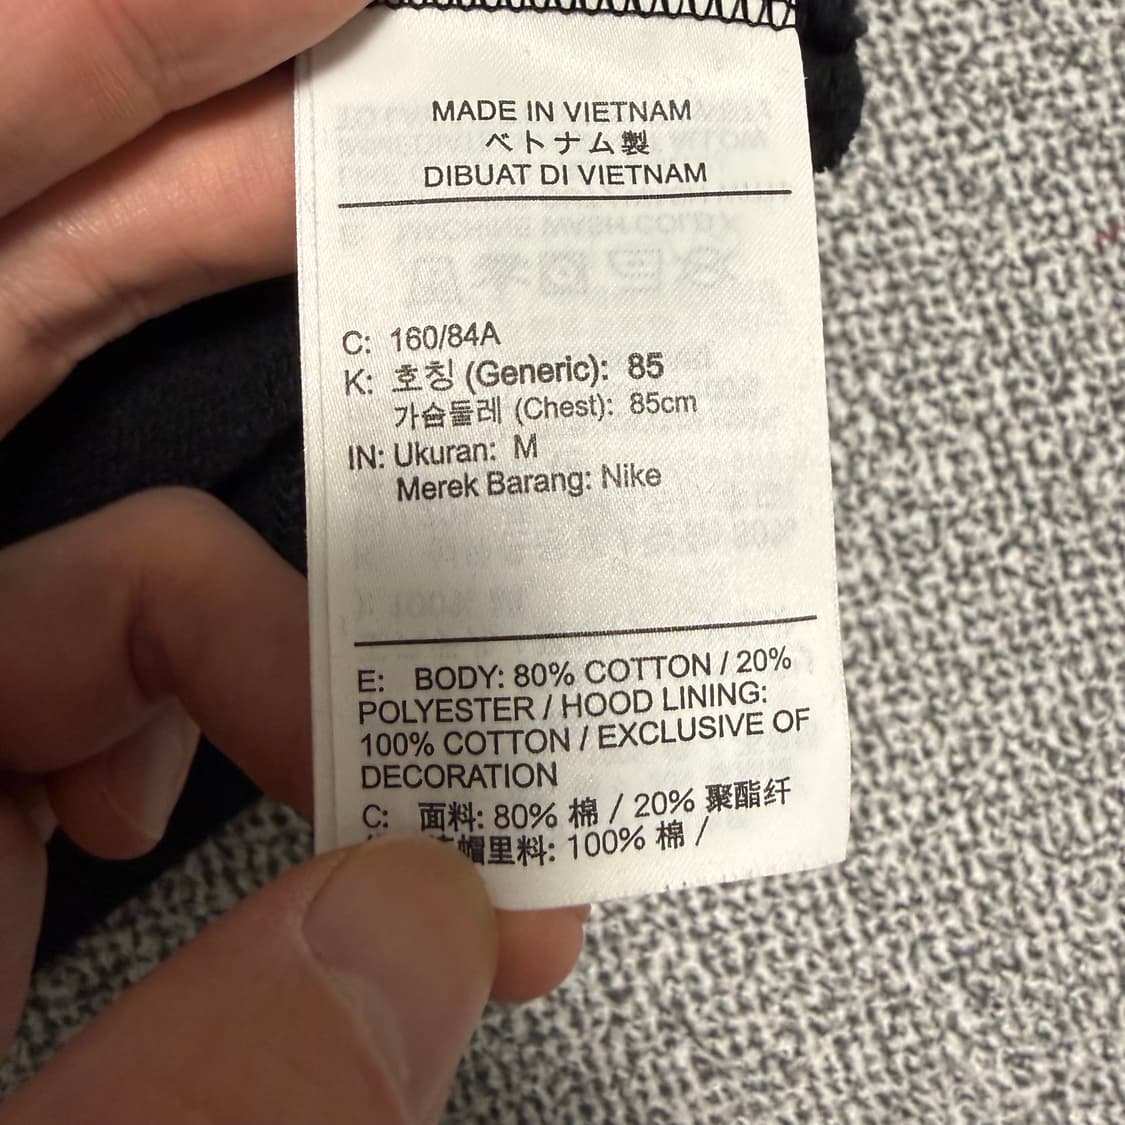 MADE IN VIETNAM
ベトナム製
DIBUAT DI VIETNAM
C: 160/84A
K: 호칭 (Generic): 85
가슴둘레 (Chest): 85cm
IN: Ukuran: M
Merek Barang: Nike
E: BODY: 80% COTTON / 20%
POLYESTER / HOOD LINING:
100% COTTON / EXCLUSIVE OF
DECORATION
C: 面料: 80% 棉 / 20% 聚酯纤
帽里料: 100% 棉 /